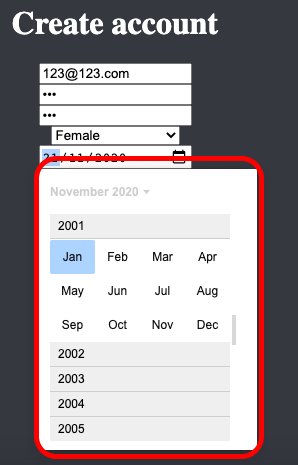 Create account
123@123.com
•••
•••
Female
21/11/2020
November 2020
2001
Jan Feb Mar Apr
May Jun Jul Aug
Sep Oct Nov Dec
2002
2003
2004
2005